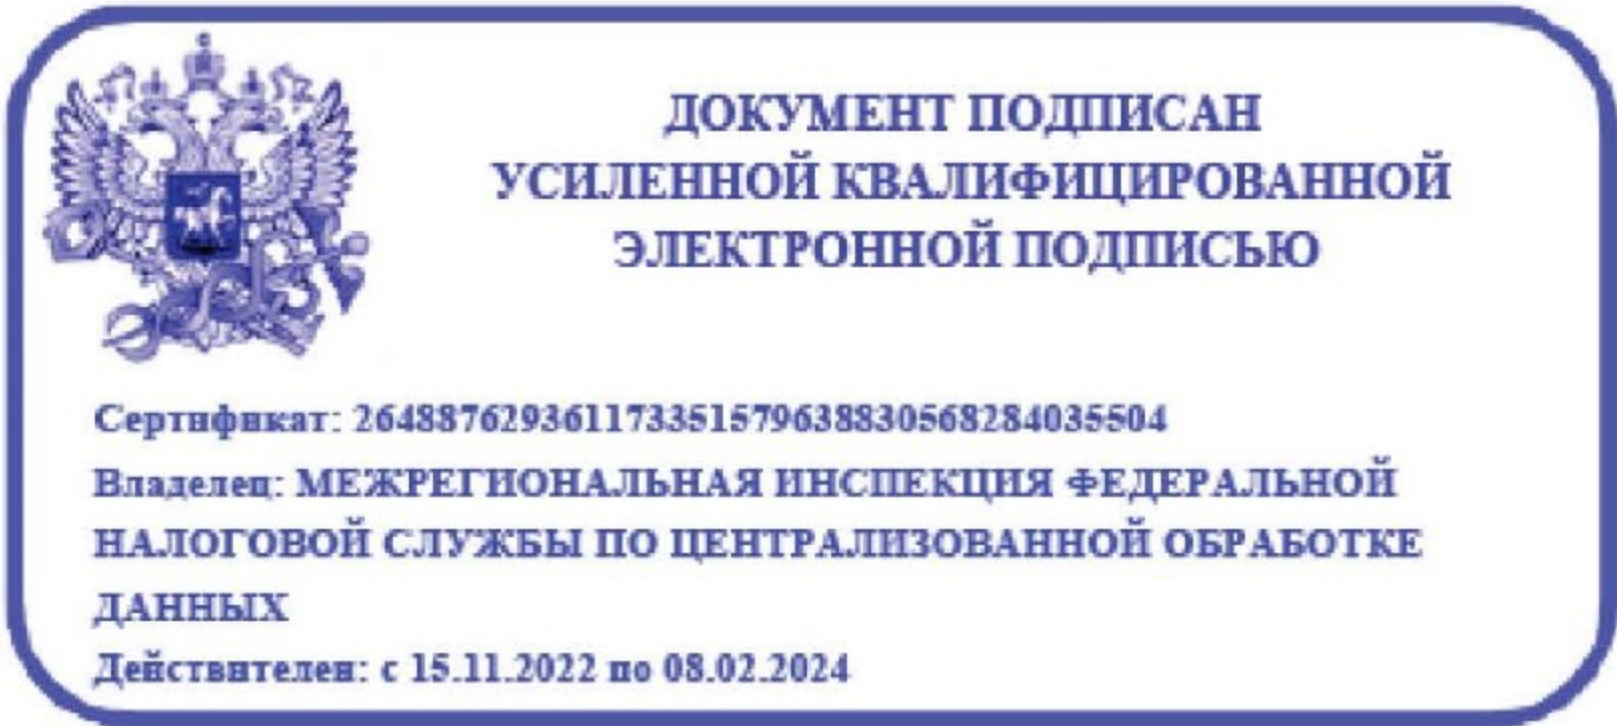 ДОКУМЕНТ ПОДПИСАН
УСИЛЕННОЙ КВАЛИФИЦИРОВАННОЙ
ЭЛЕКТРОННОЙ ПОДПИСЬЮ
Сертификат: 264887629361173351579638830568284035504
Владелец: МЕЖРЕГИОНАЛЬНАЯ ИНСПЕКЦИЯ ФЕДЕРАЛЬНОЙ
НАЛОГОВОЙ СЛУЖБЫ ПО ЦЕНТРАЛИЗОВАННОЙ ОБРАБОТКЕ
ДАННЫХ
Действителен: с 15.11.2022 по 08.02.2024